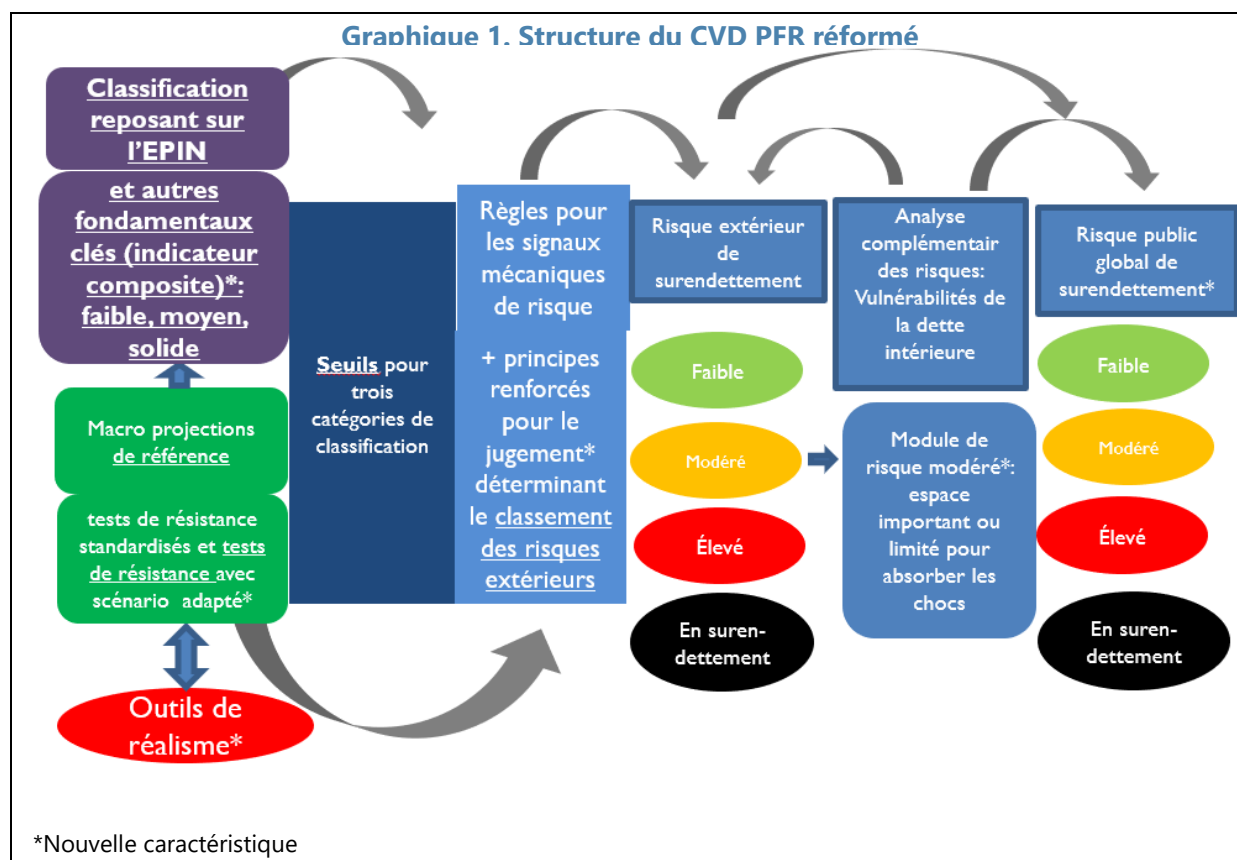 Graphique 1. Structure du CVD PFR réformé
Classification
reposant sur
l'EPIN
et autres
fondamentaux
clés (indicateur
composite)*:
faible, moyen,
solide
Macro projections
de référence
tests de résistance
standardisés et tests
de résistance avec
scénario adapté*
Outils de
réalisme*
Seuils pour
trois
catégories de
classification
Règles pour
les signaux
mécaniques
de risque
+ principes
renforcés
pour le
jugement*
déterminant
le classement
des risques
extérieurs
Risque extérieur
de
surendettement
Faible
Modéré
Élevé
En suren-
dettement
Analyse
complémentair
des risques:
Vulnérabilités de
la dette
intérieure
Module de
risque modéré*:
espace
important ou
limité pour
absorber les
chocs
Risque public
global de
surendettement*
Faible
Modéré
Élevé
En suren-
dettement
*Nouvelle caractéristique